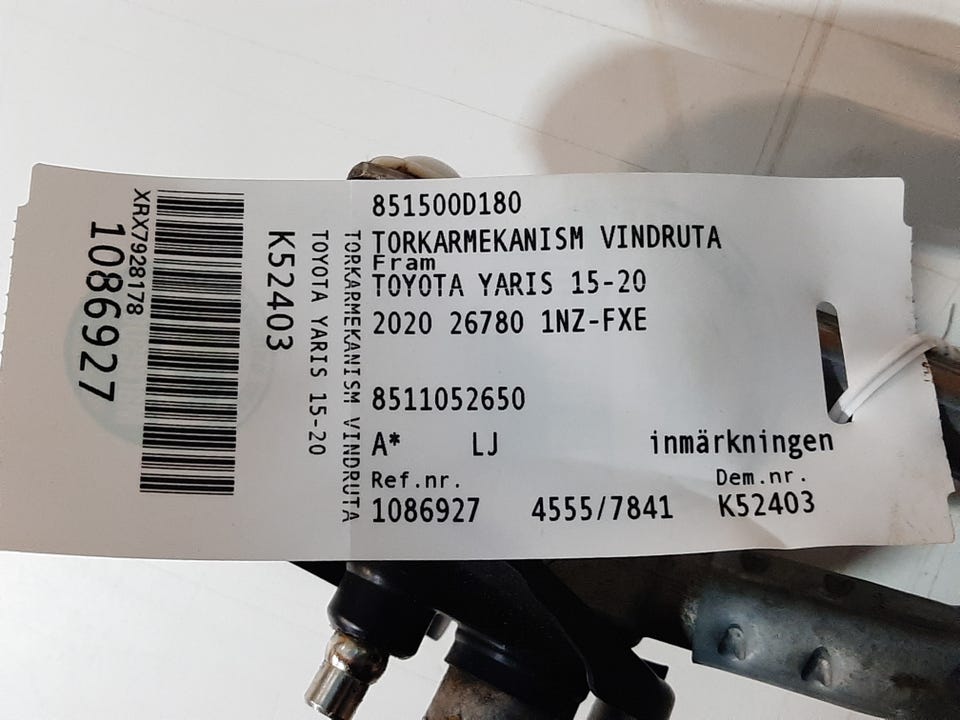 851500D180
TORKARMEKANISM VINDRUTA
Fram
TOYOTA YARIS 15-20
2020 26780 1NZ-FXE
8511052650
A* LJ inmärkningen
Ref.nr. Dem.nr.
1086927 4555/7841 K52403
TORKARMEKANISM VINDRUTA
TOYOTA YARIS 15-20
K52403
XRX7928178
1086927